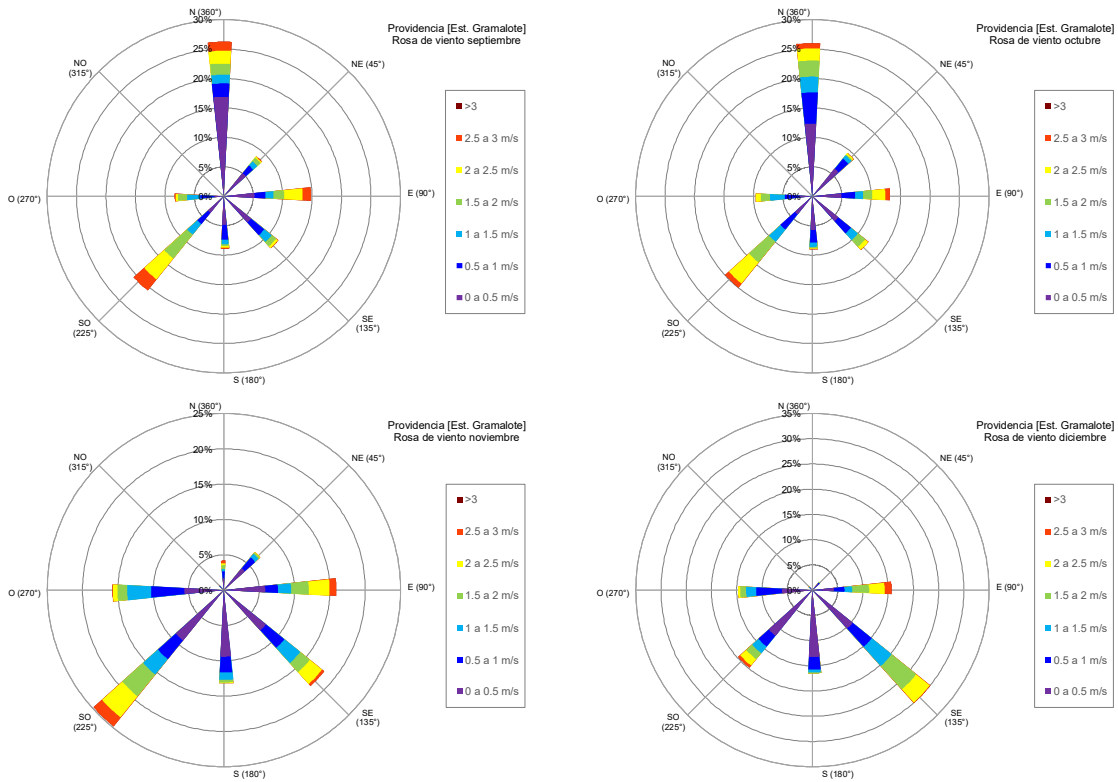 N (360°)
Providencia [Est. Gramalote]
Rosa de viento septiembre
30%
25%
20%
15%
10%
5%
0%
NO
(315°)
NE (45°)
O (270°)
E (90°)
SO
(225°)
SE
(135°)
S (180°)
>3
2.5 a 3 m/s
2 a 2.5m/s
1.5 a 2 m/s
1 a 1.5 m/s
0.5 a 1 m/s
0 a 0.5 m/s
N (360°)
Providencia [Est. Gramalote]
Rosa de viento octubre
30%
25%
20%
15%
10%
5%
0%
NO
(315°)
NE (45°)
O (270°)
E (90°)
SO
(225°)
SE
(135°)
S (180°)
>3
2.5 a 3 m/s
2 a 2.5m/s
1.5 a 2 m/s
1 a 1.5 m/s
0.5 a 1 m/s
0 a 0.5 m/s
N (360°)
Providencia [Est. Gramalote]
Rosa de viento noviembre
25%
20%
15%
10%
5%
0%
NO
(315°)
NE (45°)
O (270°)
E (90°)
SO
(225°)
SE
(135°)
S (180°)
>3
2.5 a 3 m/s
2 a 2.5m/s
1.5 a 2 m/s
1 a 1.5 m/s
0.5 a 1 m/s
0 a 0.5 m/s
N (360°)
Providencia [Est. Gramalote]
Rosa de viento diciembre
35%
30%
25%
20%
15%
10%
5%
0%
NO
(315°)
NE (45°)
O (270°)
E (90°)
SO
(225°)
SE
(135°)
S (180°)
>3
2.5 a 3 m/s
2 a 2.5m/s
1.5 a 2 m/s
1 a 1.5 m/s
0.5 a 1 m/s
0 a 0.5 m/s